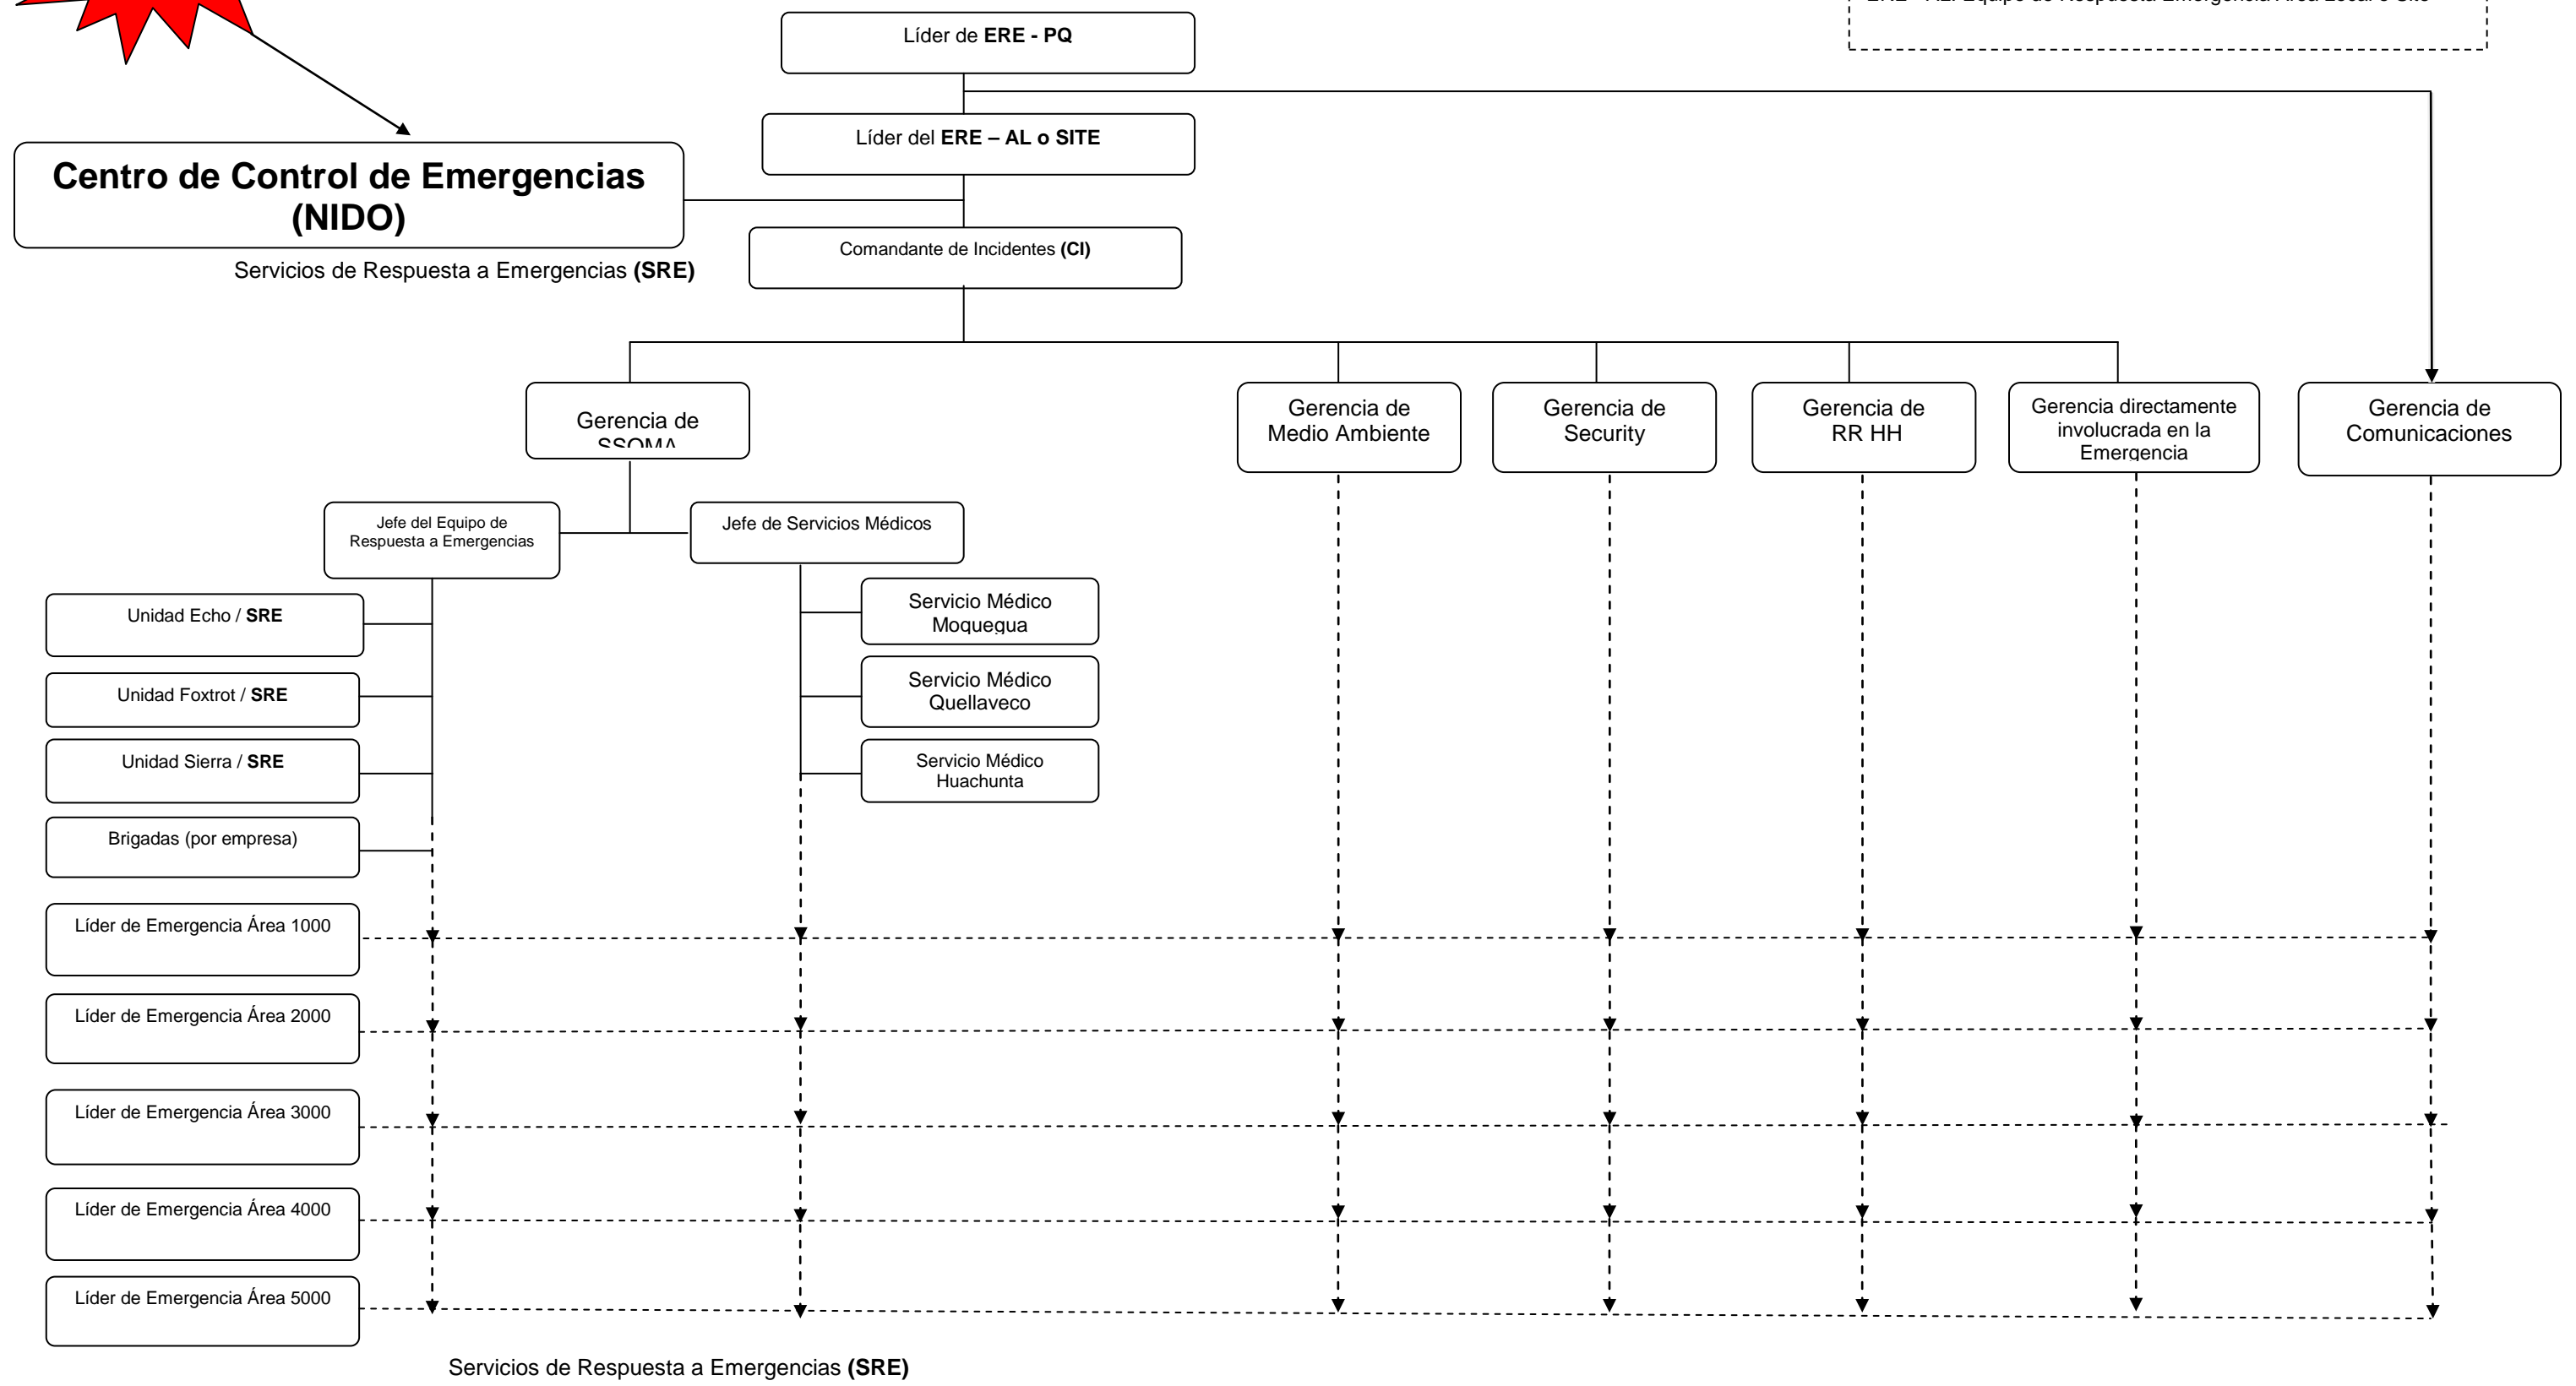 Líder de ERE - PQ
Líder del ERE – AL o SITE
Centro de Control de Emergencias
(NIDO)
Comandante de Incidentes (CI)
Servicios de Respuesta a Emergencias (SRE)
Gerencia de
SSOMA
Gerencia de
Medio Ambiente
Gerencia de
Security
Gerencia de
RR HH
Gerencia directamente
involucrada en la
Emergencia
Gerencia de
Comunicaciones
Jefe del Equipo de
Respuesta a Emergencias
Jefe de Servicios Médicos
Unidad Echo / SRE
Unidad Foxtrot / SRE
Unidad Sierra / SRE
Brigadas (por empresa)
Servicio Médico
Moquegua
Servicio Médico
Quellaveco
Servicio Médico
Huachunta
Líder de Emergencia Área 1000
Líder de Emergencia Área 2000
Líder de Emergencia Área 3000
Líder de Emergencia Área 4000
Líder de Emergencia Área 5000
Servicios de Respuesta a Emergencias (SRE)